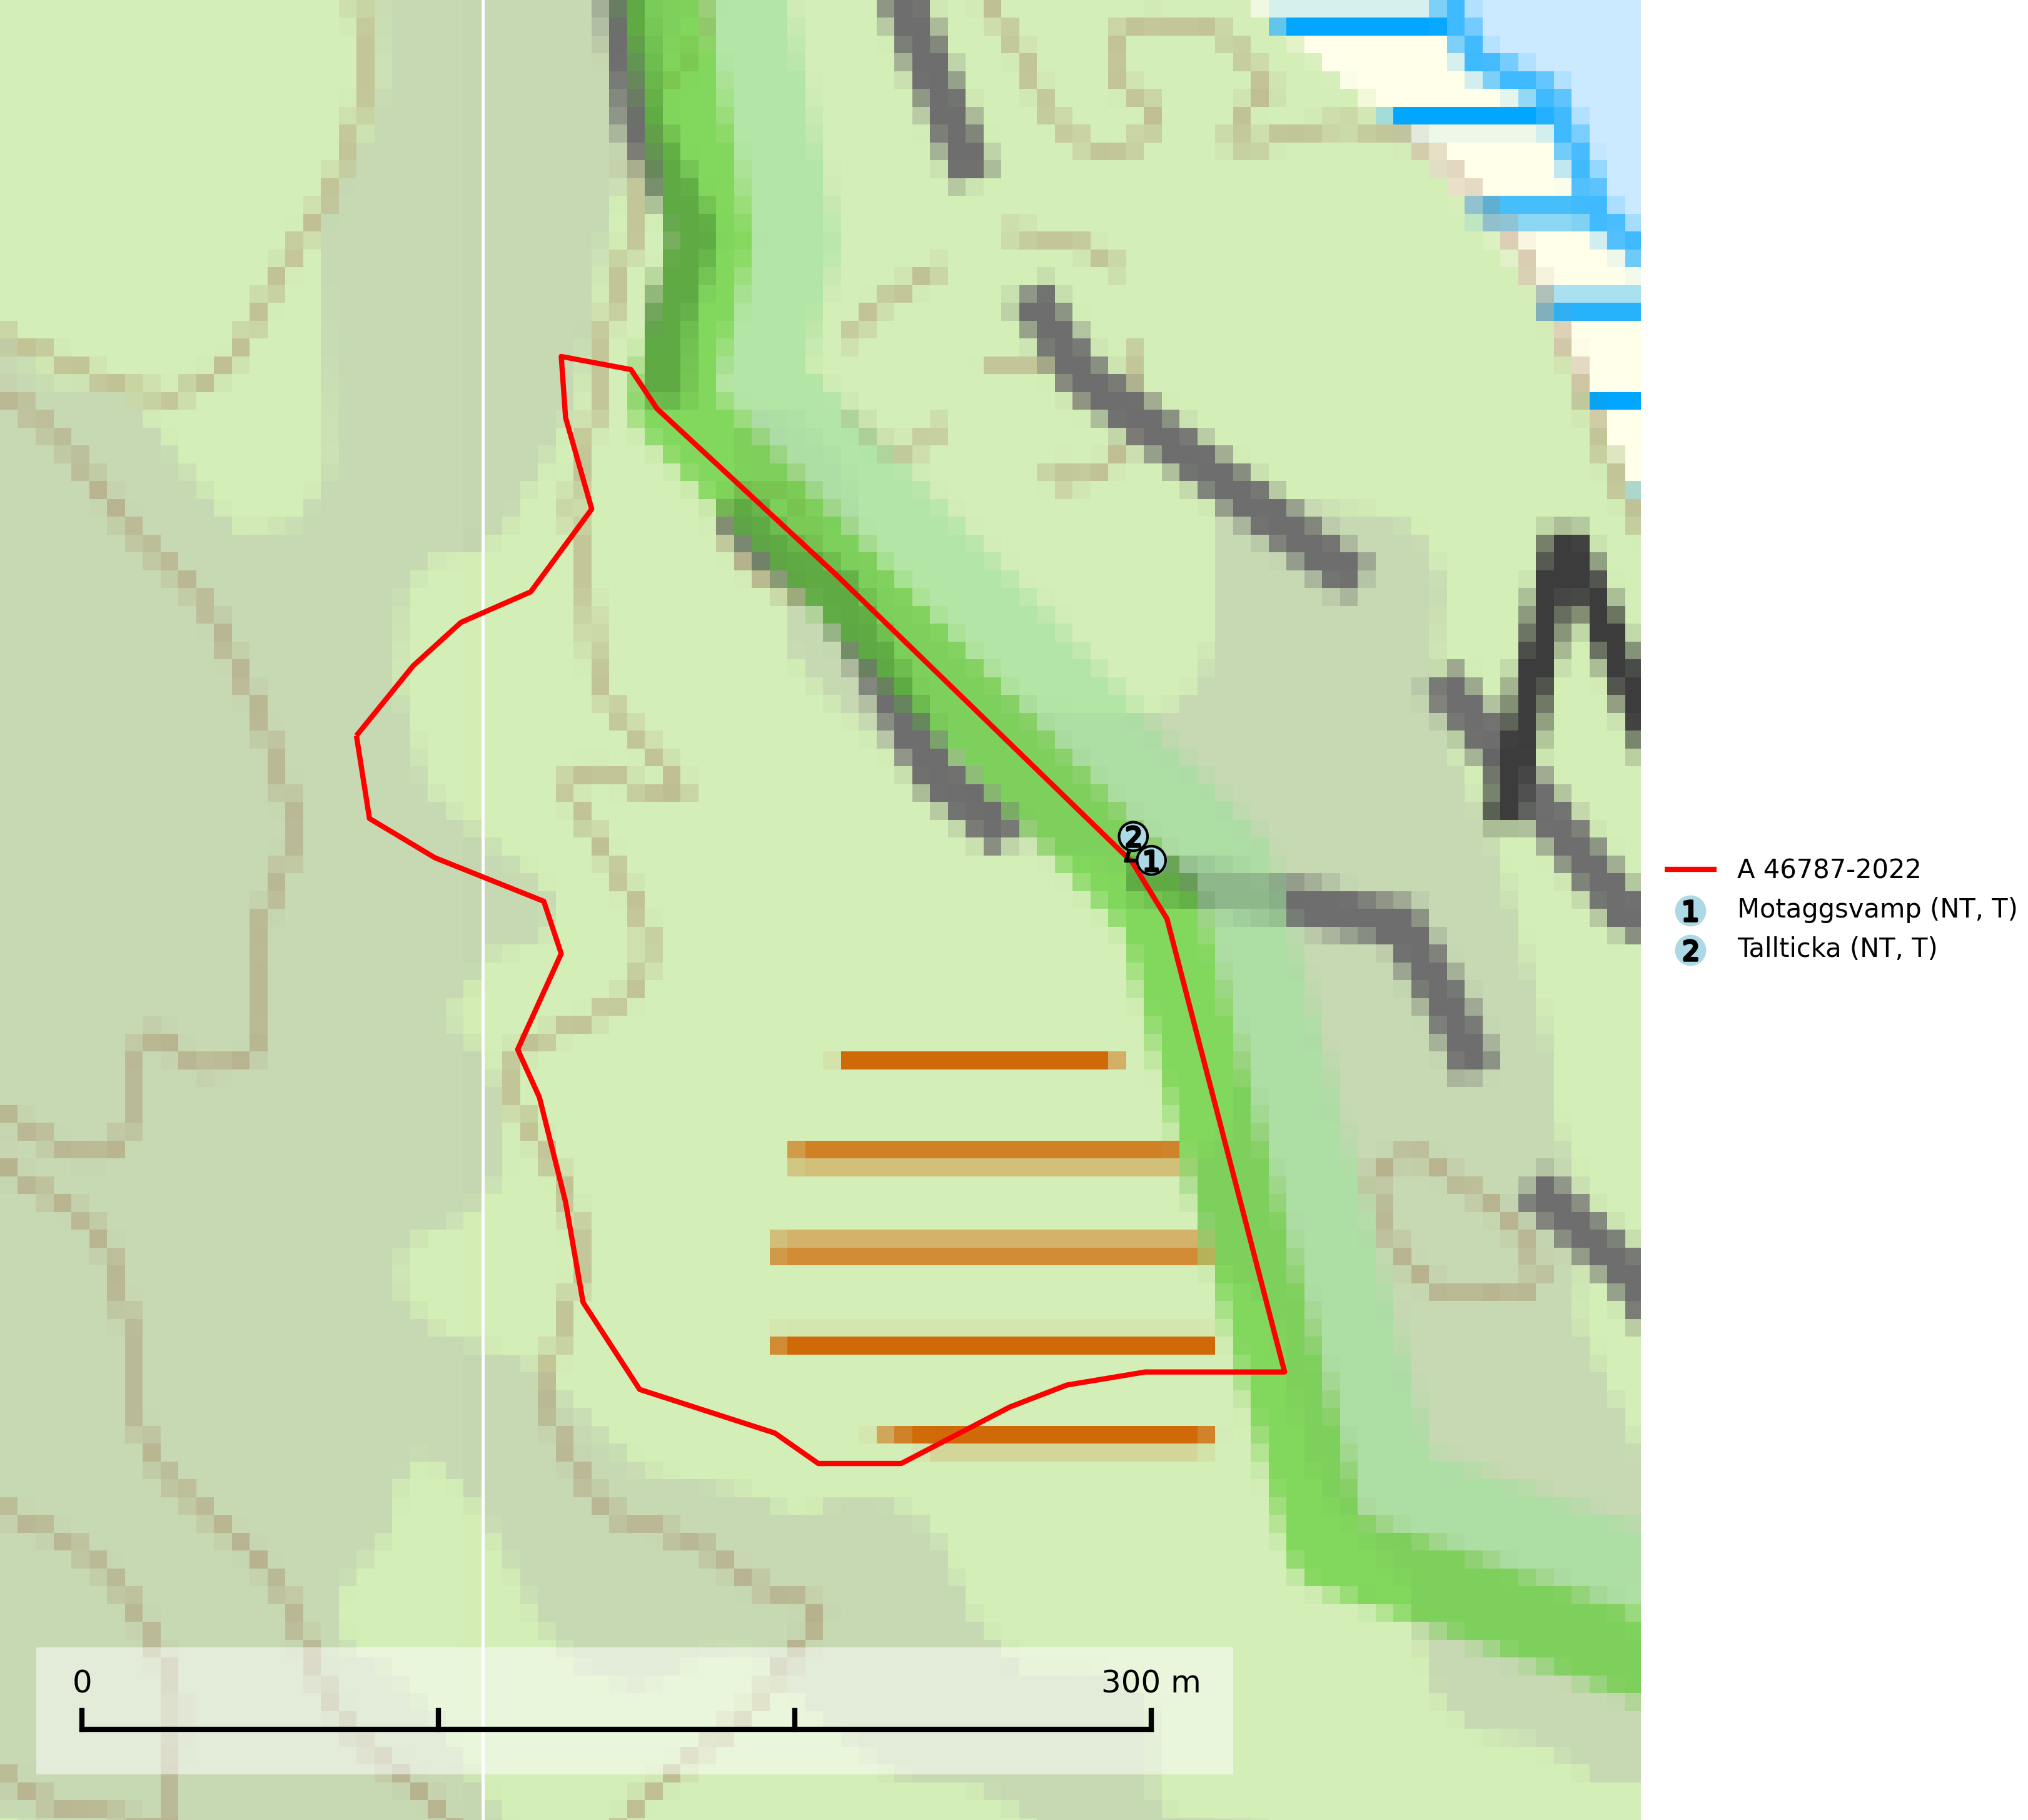 2
1
A 46787-2022
1 Motaggsvamp (NT, T)
2 Tallticka (NT, T)
0 300 m